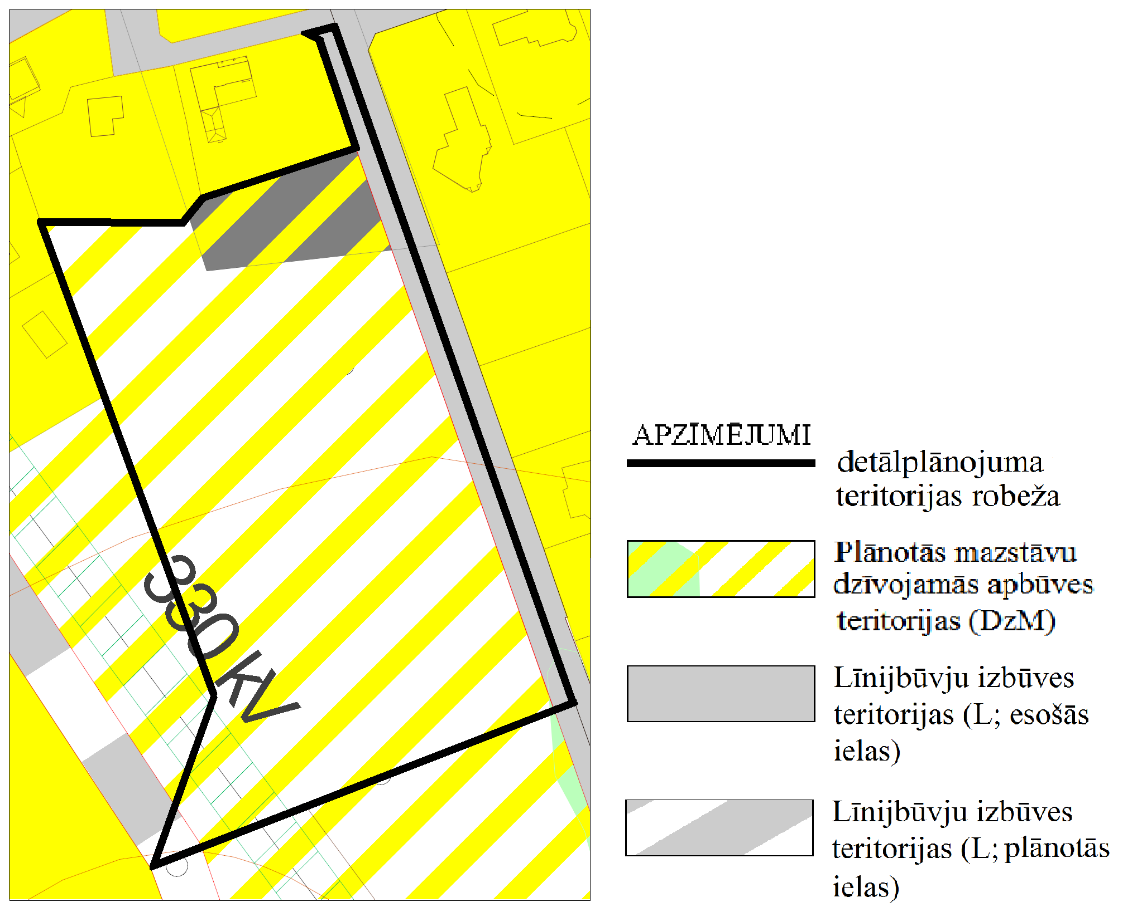 330 kV
APZĪMĒJUMI
detālplānojuma
teritorijas robeža
Plānotās mazstāvu
dzīvojamās apbūves
teritorijas (DzM)
Līnijbūvju izbūves
teritorijas (L; esošās
ielas)
Līnijbūvju izbūves
teritorijas (L; plānotās
ielas)